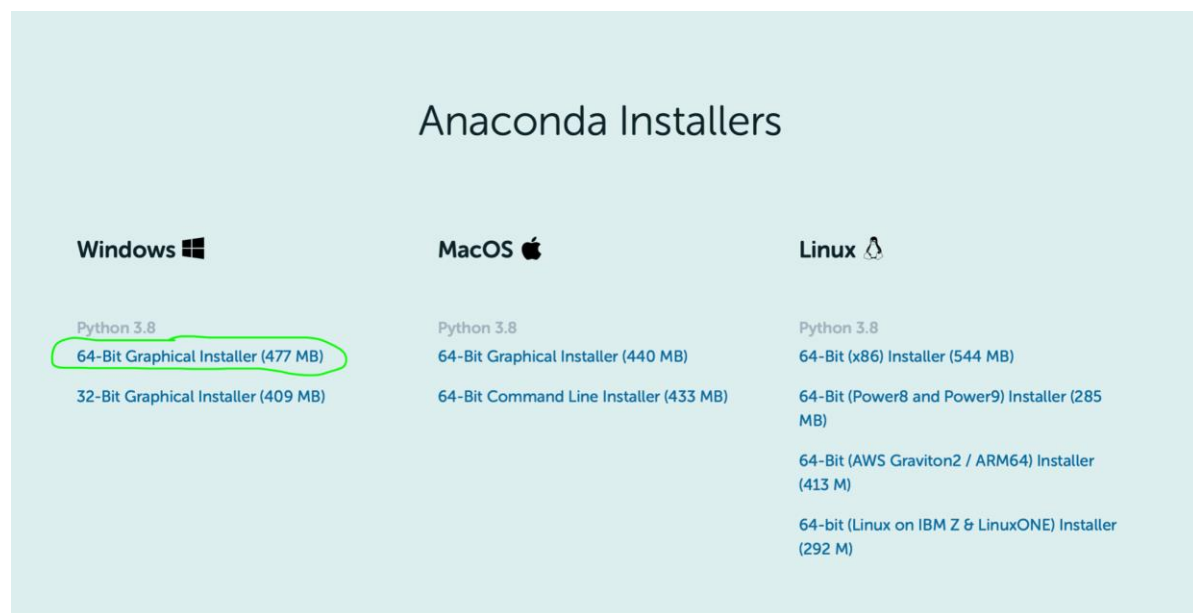 Anaconda Installers
Windows
Python 3.8
64-Bit Graphical Installer (477 MB)
32-Bit Graphical Installer (409 MB)
MacOS
Python 3.8
64-Bit Graphical Installer (440 MB)
64-Bit Command Line Installer (433 MB)
Linux
Python 3.8
64-Bit (x86) Installer (544 MB)
64-Bit (Power8 and Power9) Installer (285
MB)
64-Bit (AWS Graviton2 / ARM64) Installer
(413 M)
64-bit (Linux on IBM Z & LinuxONE) Installer
(292 M)